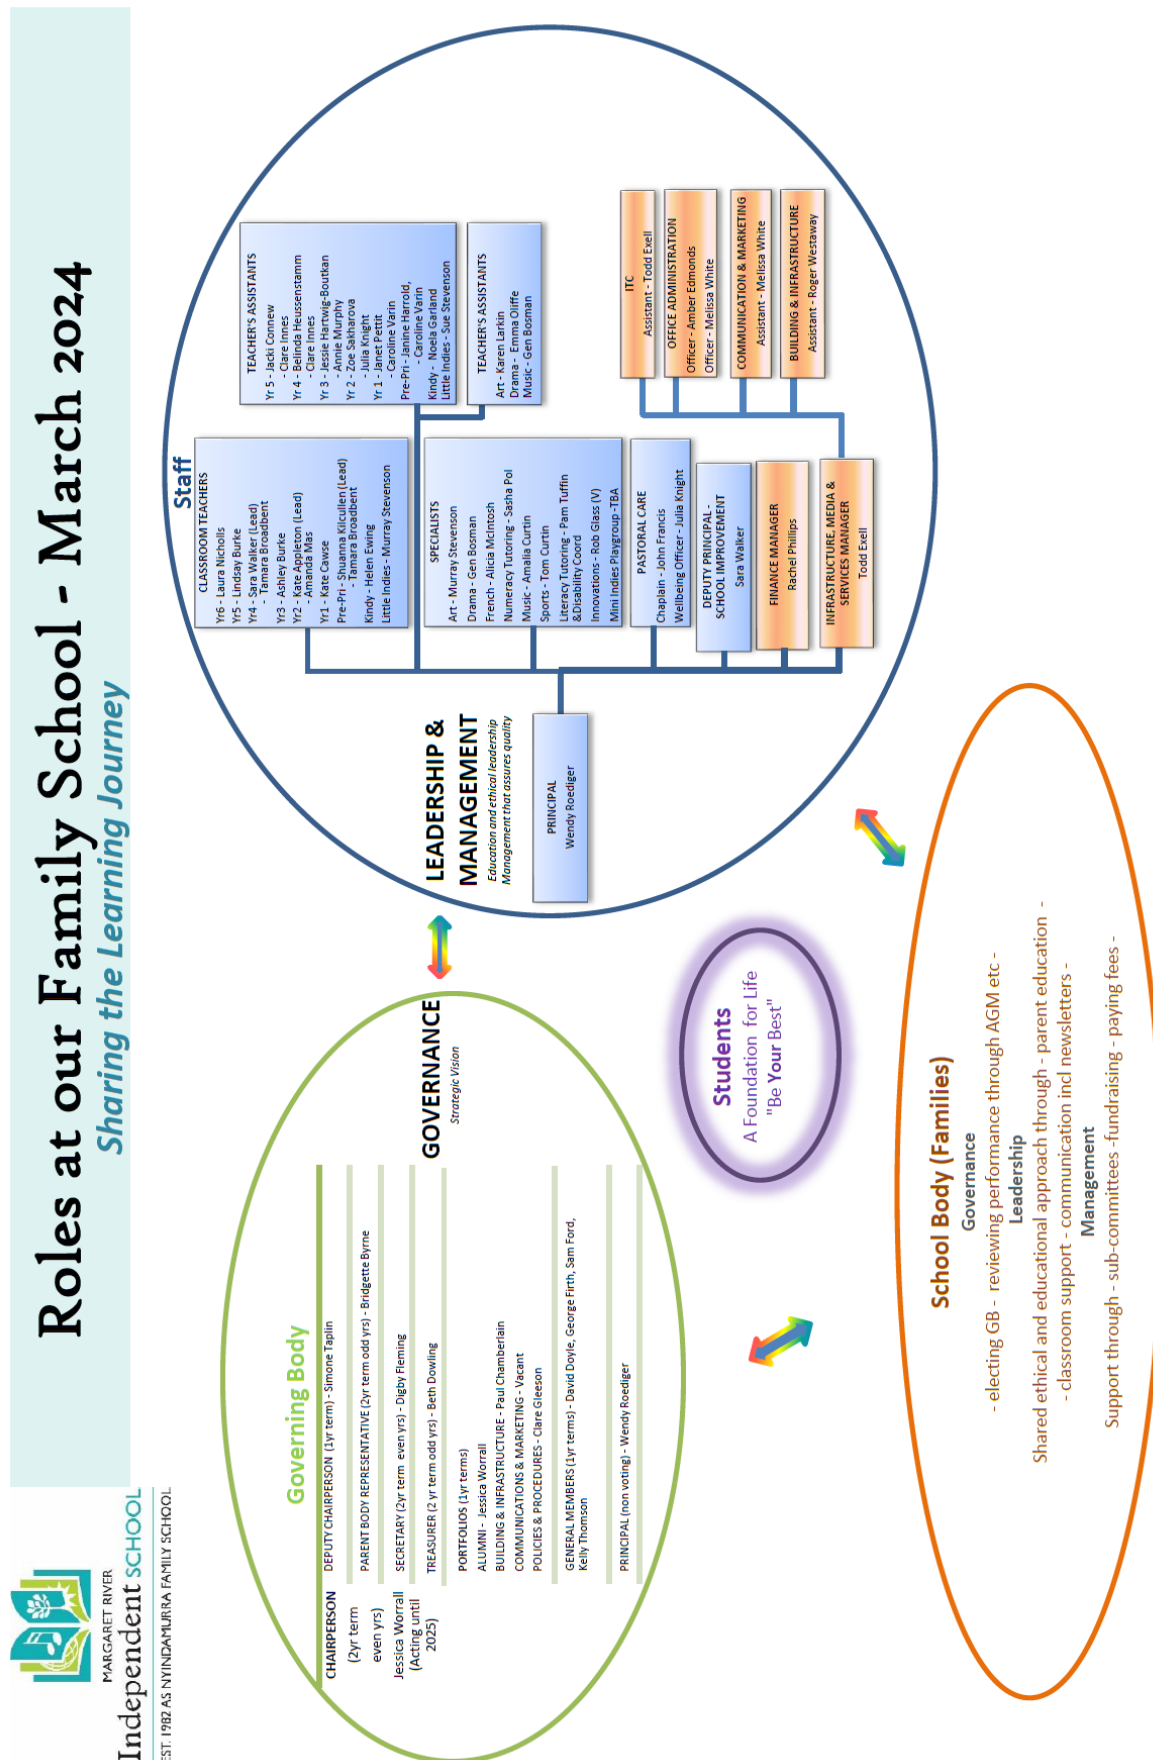 MARGARET RIVER
Independent SCHOOL
EST. 1982 AS NYINDAMURRA FAMILY SCHOOL
Roles at our Family School - March 2024
Sharing the Learning Journey
Governing Body
CHAIRPERSON
(2yr term
even yrs)
Jessica Worrall
(Acting until
2025)
DEPUTY CHAIRPERSON (1yr term) - Simone Taplin
PARENT BODY REPRESENTATIVE (2yr term odd yrs) - Bridgette Byrne
SECRETARY (2yr term even yrs) - Digby Fleming
TREASURER (2 yr term odd yrs) - Beth Dowling
PORTFOLIOS (1yr terms)
ALUMNI - Jessica Worrall
BUILDING & INFRASTRUCTURE - Paul Chamberlain
COMMUNICATIONS & MARKETING - Vacant
POLICIES & PROCEDURES - Clare Gleeson
GENERAL MEMBERS (1yr terms) - David Doyle, George Firth, Sam Ford,
Kelly Thomson
PRINCIPAL (non voting) - Wendy Roediger
GOVERNANCE
Strategic Vision
Staff
LEADERSHIP &
MANAGEMENT
Education and ethical leadership
Management that assures quality
PRINCIPAL
Wendy Roediger
CLASSROOM TEACHERS
Yr6 - Laura Nicholls
Yr5 - Lindsay Burke
Yr4 - Sara Walker (Lead)
- Tamara Broadbent
Yr3 - Ashley Burke
Yr2 - Kate Appleton (Lead)
- Amanda Mas
Yr1 - Kate Cawse
Pre-Pri - Shuanna Kilcullen (Lead)
- Tamara Broadbent
Kindy - Helen Ewing
Little Indies - Murray Stevenson
TEACHER'S ASSISTANTS
Yr 5 - Jacki Connew
- Clare Innes
Yr 4 - Belinda Heussenstamm
- Clare Innes
Yr 3 - Jessie Hartwig-Boutkan
- Annie Murphy
Yr 2 - Zoe Sakharova
- Julia Knight
Yr 1 - Janet Pettit
- Caroline Varin
Pre-Pri - Janine Harrold,
- Caroline Varin
Kindy - Noela Garland
Little Indies - Sue Stevenson
SPECIALISTS
Art - Murray Stevenson
Drama - Gen Bosman
French - Alicia McIntosh
Numeracy Tutoring - Sasha Pol
Music - Amalia Curtin
Sports - Tom Curtin
Literacy Tutoring - Pam Tuffin
&Disability Coord
Innovations - Rob Glass (V)
Mini Indies Playgroup -TBA
TEACHER'S ASSISTANTS
Art - Karen Larkin
Drama - Emma Oliffe
Music - Gen Bosman
PASTORAL CARE
Chaplain - John Francis
Wellbeing Officer - Julia Knight
DEPUTY PRINCIPAL -
SCHOOL IMPROVEMENT
Sara Walker
FINANCE MANAGER
Rachel Phillips
INFRASTRUCTURE, MEDIA &
SERVICES MANAGER
Todd Exell
ITC
Assistant - Todd Exell
OFFICE ADMINISTRATION
Officer - Amber Edmonds
Officer - Melissa White
COMMUNICATION & MARKETING
Assistant - Melissa White
BUILDING & INFRASTRUCTURE
Assistant - Roger Westaway
Students
A Foundation for Life
"Be Your Best"
School Body (Families)
Governance
- electing GB - reviewing performance through AGM etc -
Leadership
Shared ethical and educational approach through - parent education -
- classroom support - communication incl newsletters -
Management
Support through - sub-committees -fundraising - paying fees -